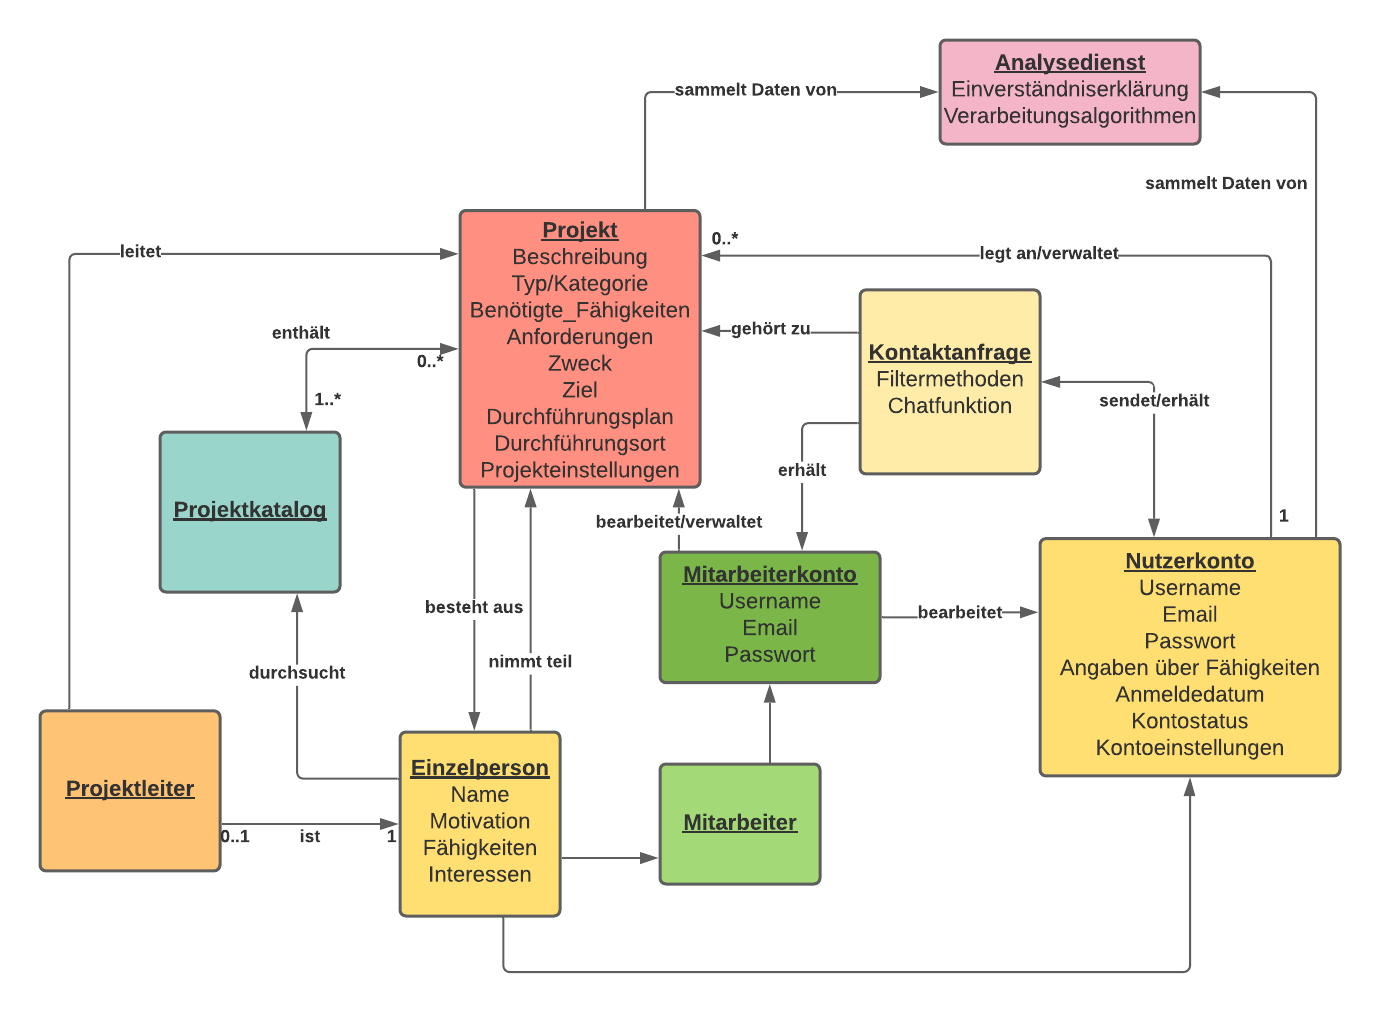 Analysedienst
Einverständniserklärung
Verarbeitungsalgorithmen
sammelt Daten von
sammelt Daten von
Projekt
Beschreibung
Typ/Kategorie
Benötigte_Fähigkeiten
Anforderungen
Zweck
Ziel
Durchführungsplan
Durchführungsort
Projekteinstellungen
leitet
0..*
legt an/verwaltet
enthält
0..*
1..*
gehört zu
Kontaktanfrage
Filtermethoden
Chatfunktion
sendet/erhält
erhält
Projektkatalog
bearbeitet/verwaltet
1
Mitarbeiterkonto
Username
Email
Passwort
bearbeitet
Nutzerkonto
Username
Email
Passwort
Angaben über Fähigkeiten
Anmeldedatum
Kontostatus
Kontoeinstellungen
besteht aus
nimmt teil
durchsucht
Projektleiter
0..1
ist
1
Einzelperson
Name
Motivation
Fähigkeiten
Interessen
Mitarbeiter